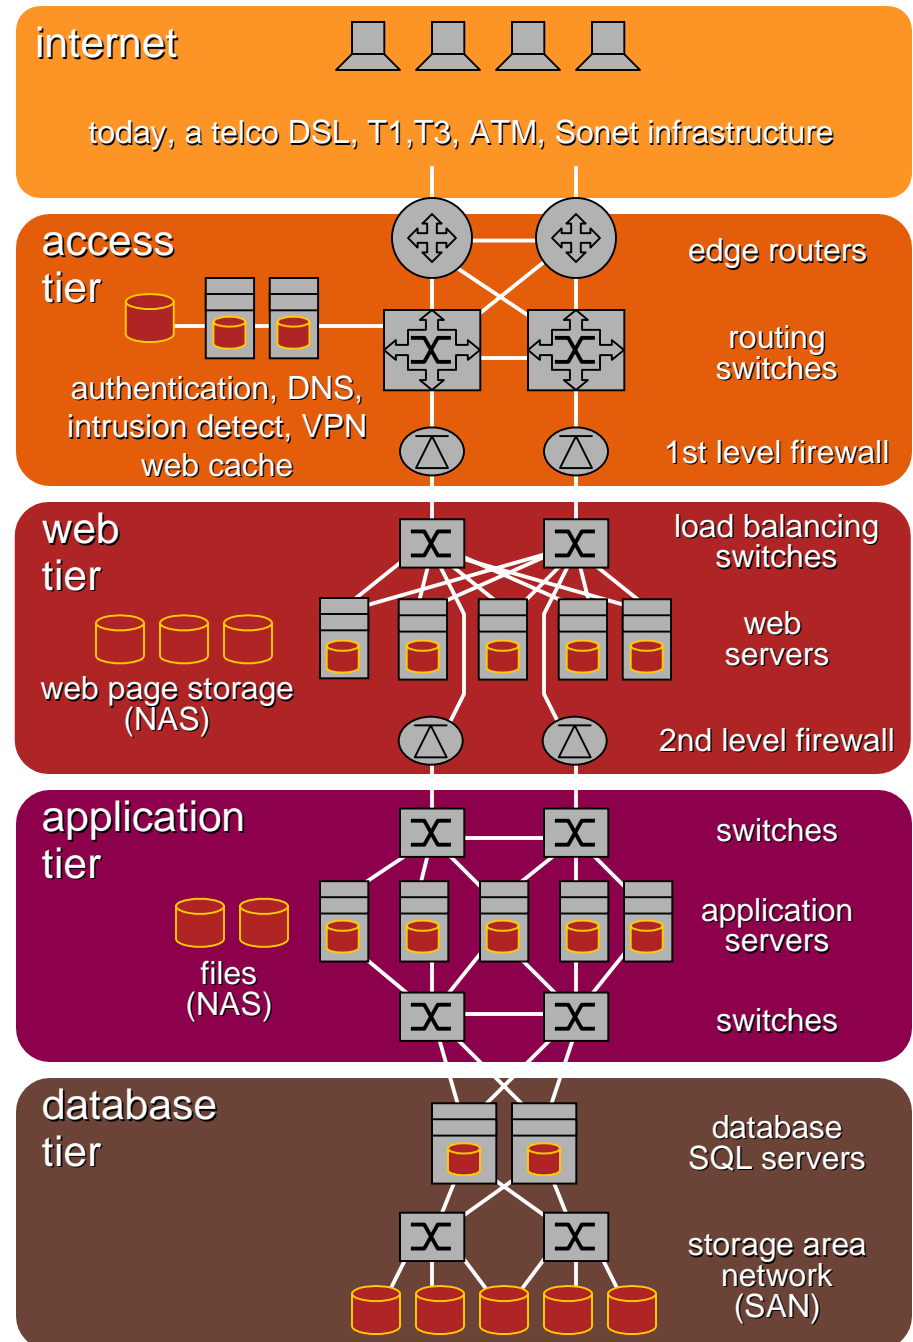 internet
today, a telco DSL, T1,T3, ATM, Sonet infrastructure
access
tier
edge routers
routing
switches
authentication, DNS,
intrusion detect, VPN
web cache
1st level firewall
web
tier
load balancing
switches
web
servers
web page storage
(NAS)
2nd level firewall
application
tier
switches
application
servers
files
(NAS)
switches
database
tier
database
SQL servers
storage area
network
(SAN)